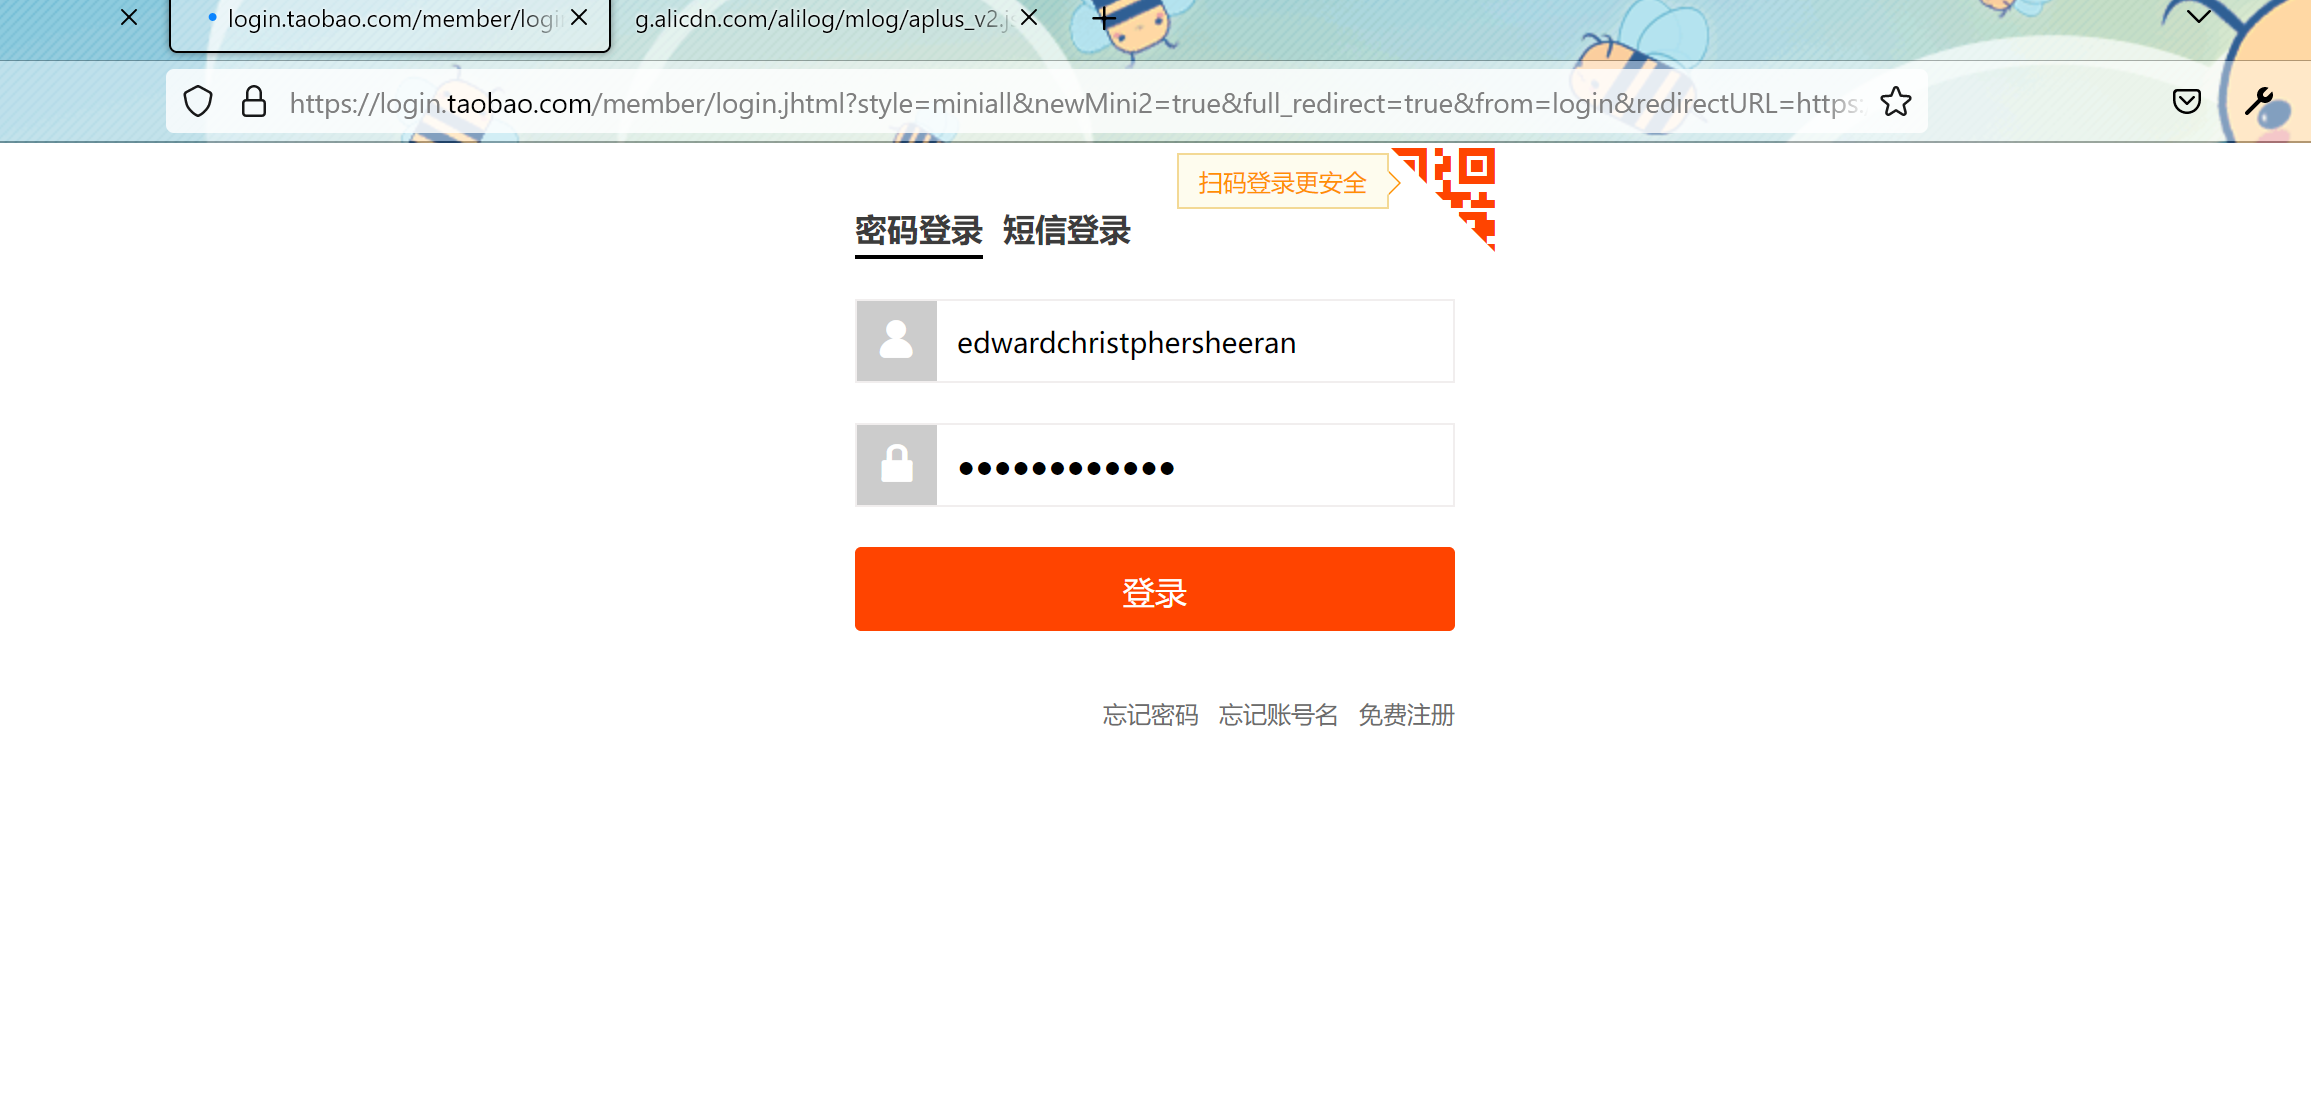 login.taobao.com/member/logi
g.alicdn.com/alilog/mlog/aplus_v2.js
https://login.taobao.com/member/login.jhtml?style=miniall&newMini2=true&full_redirect=true&from=login&redirectURL=https:
扫码登录更安全
密码登录 短信登录
edwardchristphersheeran
登录
忘记密码 忘记账号名 免费注册